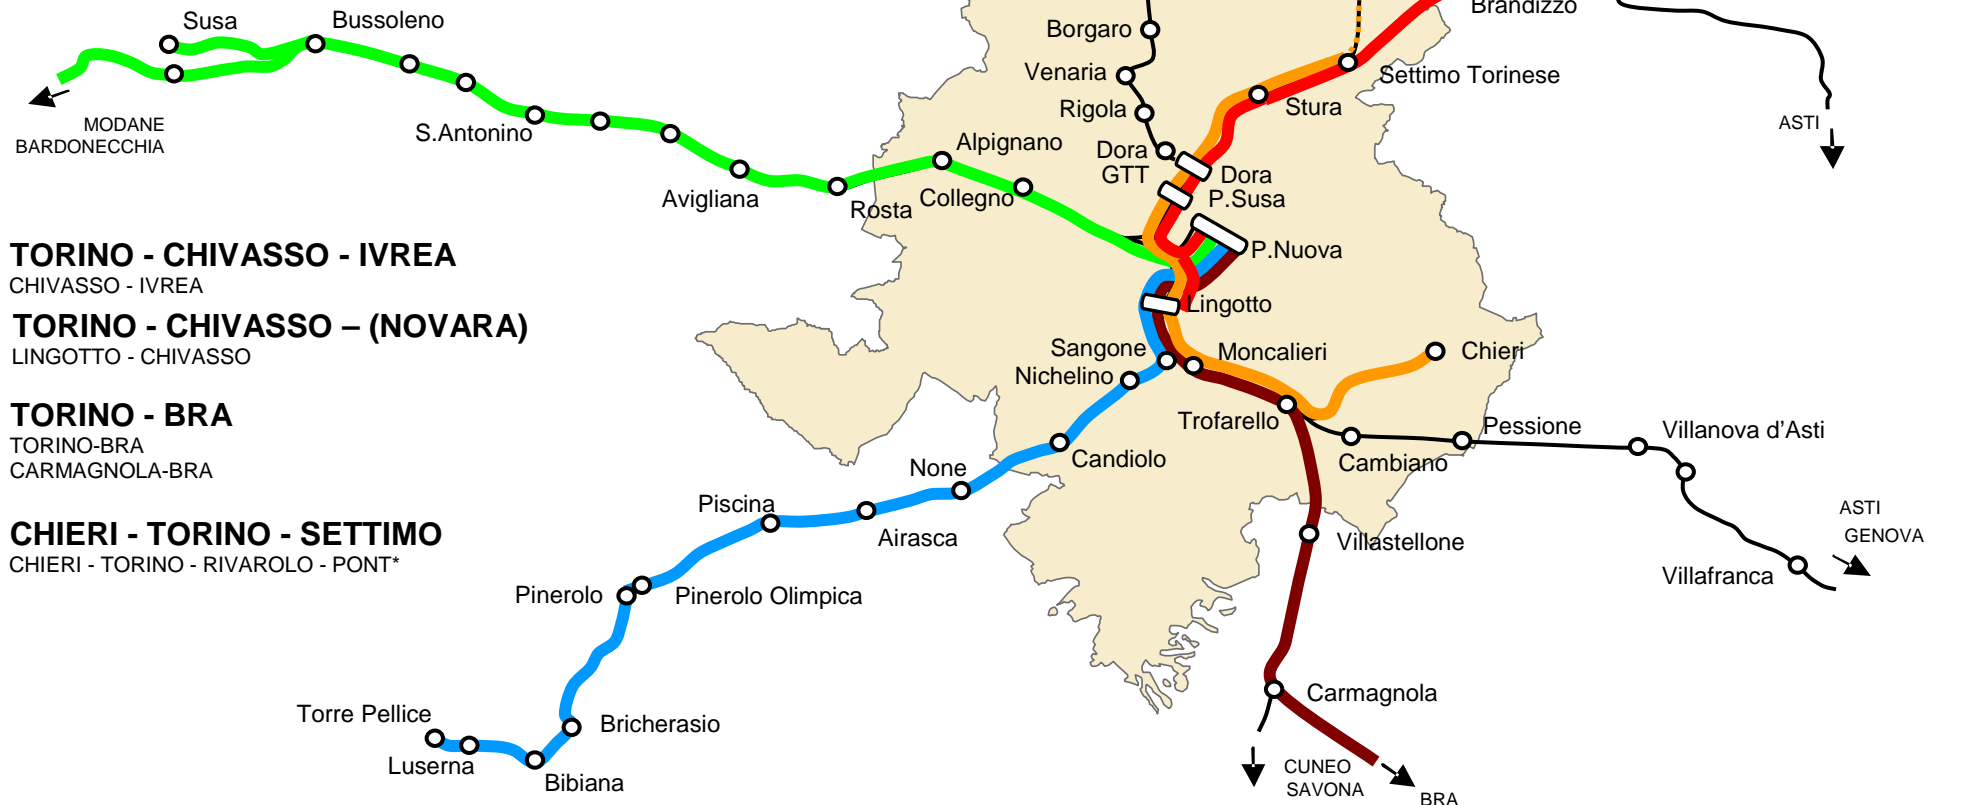 Brandizzo
Susa
Bussoleno
Borgaro
Venaria
Settimo Torinese
Rigola
Stura
MODANE
BARDONECCHIA
S.Antonino
ASTI
Alpignano
Dora
GTT
Dora
P.Susa
Avigliana
Rosta
Collegno
P.Nuova
TORINO - CHIVASSO - IVREA
CHIVASSO - IVREA
Lingotto
TORINO - CHIVASSO – (NOVARA)
LINGOTTO - CHIVASSO
Sangone
Moncalieri
Chieri
Nichelino
TORINO - BRA
TORINO-BRA
CARMAGNOLA-BRA
Trofarello
Pessione
Villanova d’Asti
Cambiano
Candiolo
None
Piscina
Airasca
ASTI
GENOVA
CHIERI - TORINO - SETTIMO
CHIERI - TORINO - RIVAROLO - PONT*
Villastellone
Villafranca
Pinerolo
Pinerolo Olimpica
Carmagnola
Torre Pellice
Bricherasio
Luserna
Bibiana
CUNEO
SAVONA
BRA